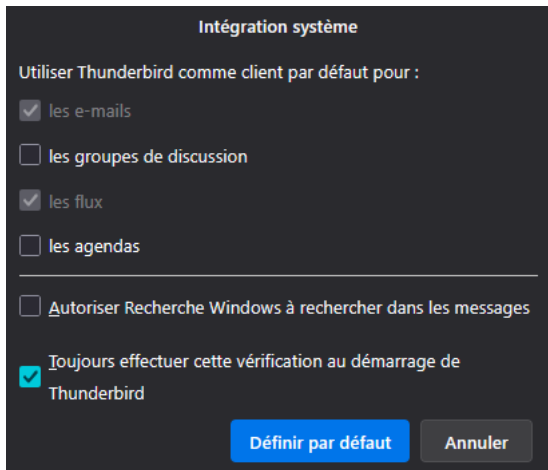 Intégration système
Utiliser Thunderbird comme client par défaut pour :
les e-mails
les groupes de discussion
les flux
les agendas
Autoriser Recherche Windows à rechercher dans les messages
Toujours effectuer cette vérification au démarrage de
Thunderbird
Définir par défaut
Annuler